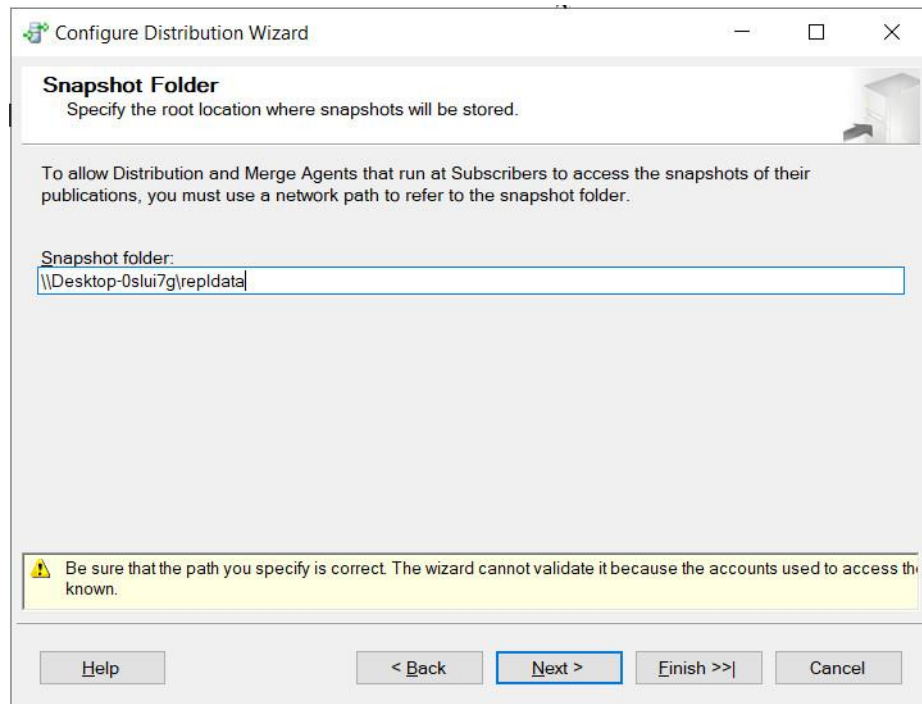 Configure Distribution Wizard
Snapshot Folder
Specify the root location where snapshots will be stored.
To allow Distribution and Merge Agents that run at Subscribers to access the snapshots of their
publications, you must use a network path to refer to the snapshot folder.
Snapshot folder:
\\Desktop-0slui7g\repldata
Be sure that the path you specify is correct. The wizard cannot validate it because the accounts used to access
known.
Help
< Back
Next >
Finish >>|
Cancel